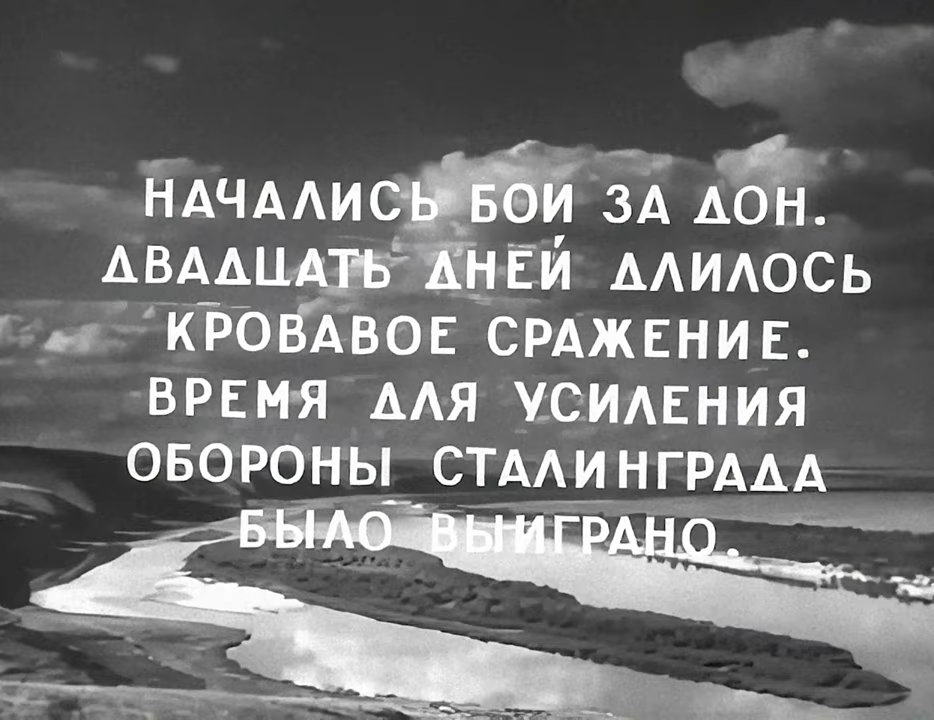 НАЧАЛИСЬ БОИ ЗА ДОН.
ДВАДЦАТЬ ДНЕЙ ДЛИЛОСЬ
КРОВАВОЕ СРАЖЕНИЕ.
ВРЕМЯ ДЛЯ УСИЛЕНИЯ
ОБОРОНЫ СТАЛИНГРАДА
БЫЛО ВЫИГРАНО.